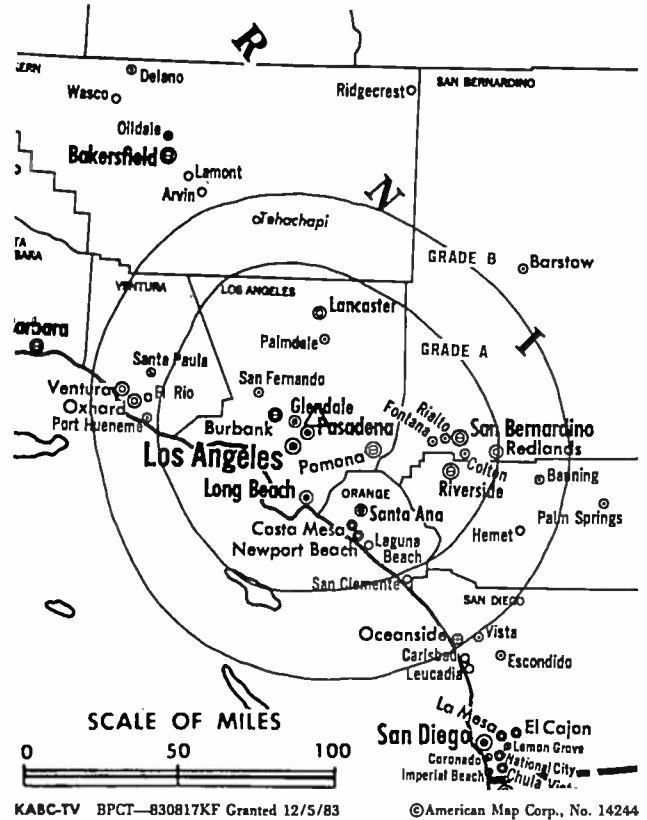 R
KERN
Delano
Wasco
SAN BERNARDINO
Ridgecrest
Oildale
Bakersfield
Lamont
Arvin
N
Tehachapi
GRADE B
Barstow
VENTURA
LOS ANGELES
Lancaster
I
Palmdale
GRADE A
Santa Paula
San Fernando
Ventura
El Rio
Oxnard
Port Hueneme
Glendale
A
Burbank
Pasadena
Rialto
Fontana
San Bernardino
Redlands
Los Angeles
Pomona
Colton
Riverside
Banning
Long Beach
ORANGE
Palm Springs
Santa Ana
Costa Mesa
Hemet
Newport Beach
Laguna
Beach
San Clemente
SAN DIEGO
Oceanside
Vista
Carlsbad
Escondido
Leucadia
SCALE OF MILES
La Mesa
El Cajon
San Diego
Lemon Grove
0 50 100
Coronado
National City
Imperial Beach
Chula Vista
KABC-TV BPCT—830817KF Granted 12/5/83
©American Map Corp., No. 14244